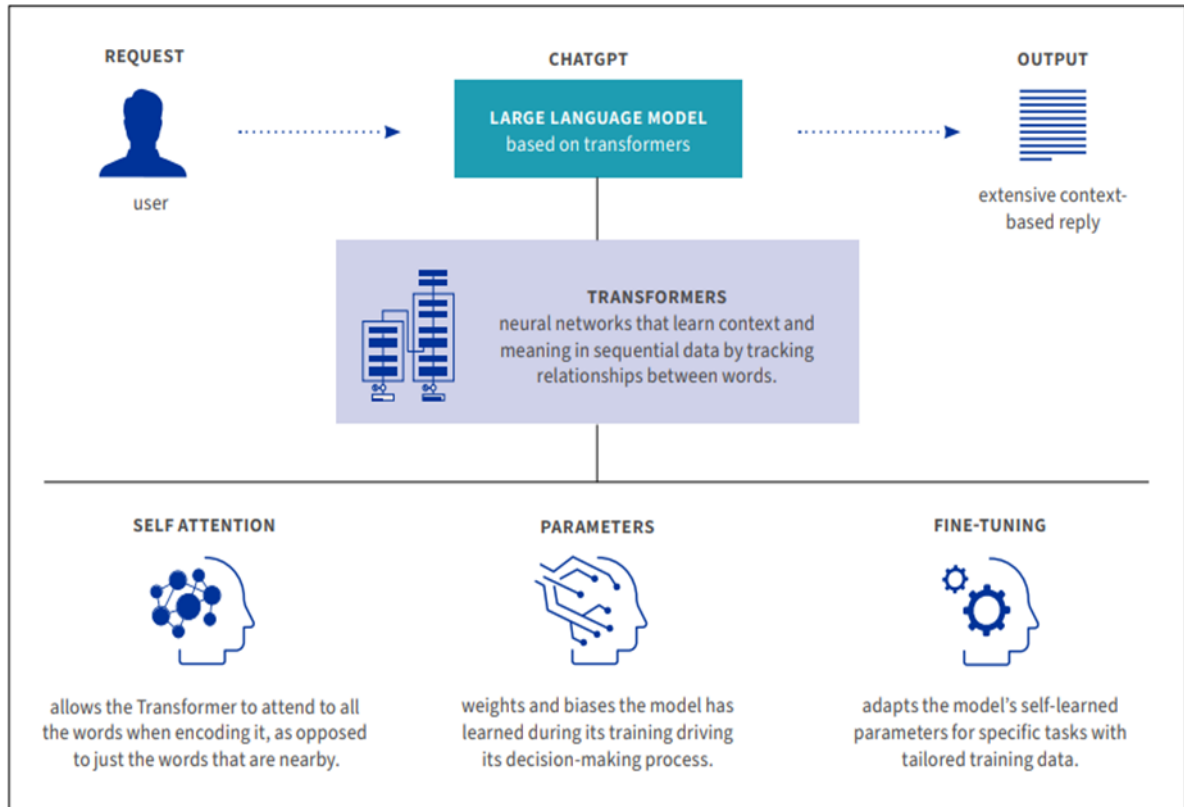 REQUEST
CHATGPT
OUTPUT
LARGE LANGUAGE MODEL
based on transformers
user
extensive context-
based reply
TRANSFORMERS
neural networks that learn context and
meaning in sequential data by tracking
relationships between words.
SELF ATTENTION
allows the Transformer to attend to all
the words when encoding it, as opposed
to just the words that are nearby.
PARAMETERS
weights and biases the model has
learned during its training driving
its decision-making process.
FINE-TUNING
adapts the model's self-learned
parameters for specific tasks with
tailored training data.